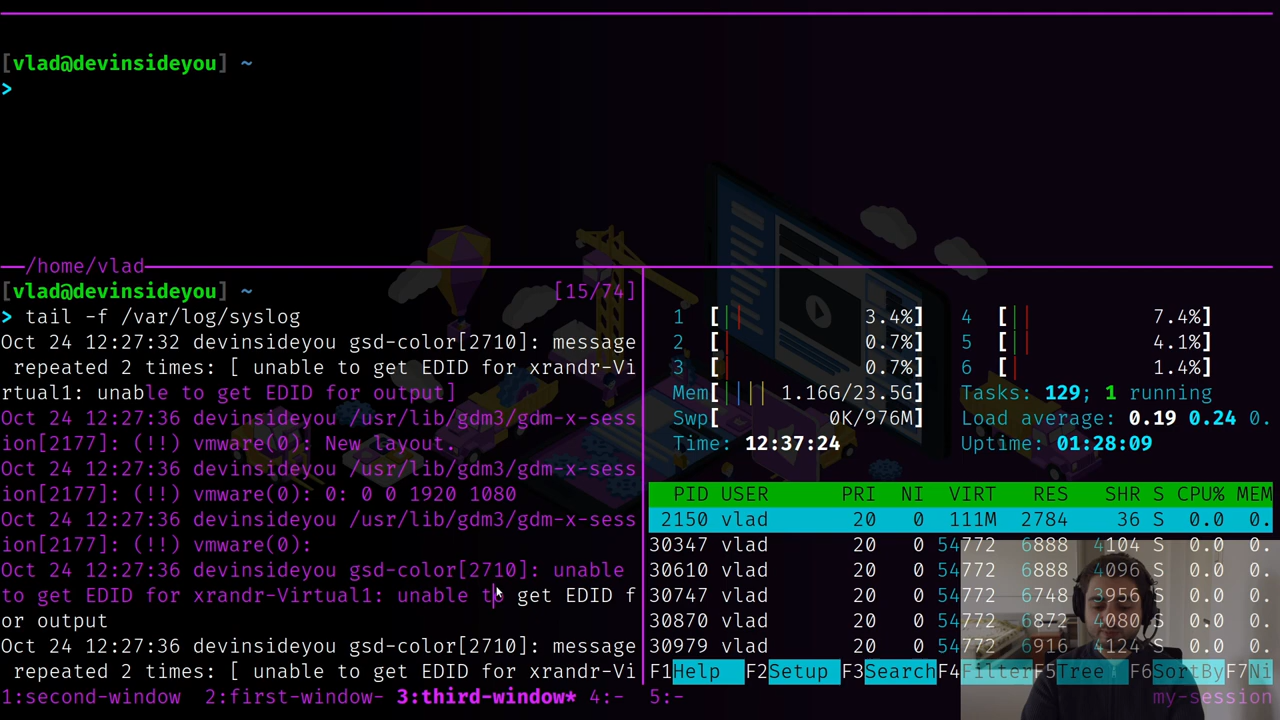 [vlad@devinsideyou] ~
>
/home/vlad
[vlad@devinsideyou] ~ [15/74]
> tail -f /var/log/syslog
Oct 24 12:27:32 devinsideyou gsd-color[2710]: message
repeated 2 times: [ unable to get EDID for xrandr-Vi
rtual1: unable to get EDID for output]
Oct 24 12:27:36 devinsideyou /usr/lib/gdm3/gdm-x-sess
ion[2177]: (!!) vmware(0): New layout.
Oct 24 12:27:36 devinsideyou /usr/lib/gdm3/gdm-x-sess
ion[2177]: (!!) vmware(0): 0: 0 0 1920 1080
Oct 24 12:27:36 devinsideyou /usr/lib/gdm3/gdm-x-sess
ion[2177]: (!!) vmware(0):
Oct 24 12:27:36 devinsideyou gsd-color[2710]: unable
to get EDID for xrandr-Virtual1: unable to get EDID f
or output
Oct 24 12:27:36 devinsideyou gsd-color[2710]: message
repeated 2 times: [ unable to get EDID for xrandr-Vi
1 [|| 3.4%] 4 [|| 7.4%]
2 [| 0.7%] 5 [|| 4.1%]
3 [| 0.7%] 6 [| 1.4%]
Mem[|||| 1.16G/23.5G] Tasks: 129; 1 running
Swp[ 0K/976M] Load average: 0.19 0.24 0.
Time: 12:37:24 Uptime: 01:28:09
PID USER PRI NI VIRT RES SHR S CPU% MEM
2150 vlad 20 0 111M 2784 36 S 0.0 0.
30347 vlad 20 0 54772 6888 4104 S 0.0 0.
30610 vlad 20 0 54772 6888 4096 S 0.0 0.
30747 vlad 20 0 54772 6748 3956 S 0.0 0.
30870 vlad 20 0 54772 6872 4080 S 0.0 0.
30979 vlad 20 0 54772 6916 4124 S 0.0 0.
F1Help F2Setup F3SearchF4FilterF5Tree F6SortByF7Ni
1:second-window 2:first-window- 3:third-window* 4:- 5:- my-session